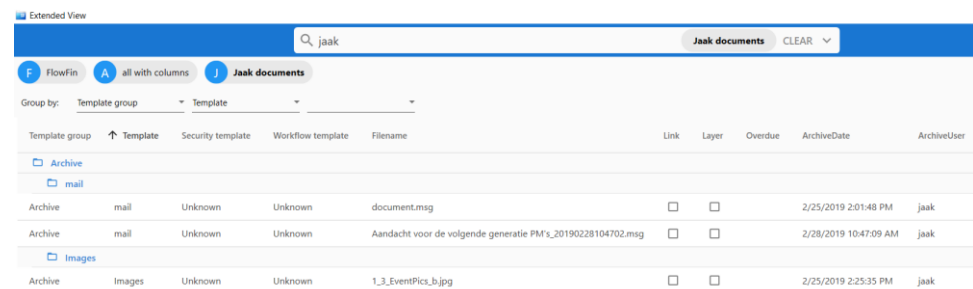 Extended View
jaak Jaak documents CLEAR
F FlowFin A all with columns J Jaak documents
Group by: Template group Template
Template group Template Security template Workflow template Filename Link Layer Overdue ArchiveDate ArchiveUser
Archive
mail
Archive mail Unknown Unknown document.msg 2/25/2019 2:01:48 PM jaak
Archive mail Unknown Unknown Aandacht voor de volgende generatie PM's_20190228104702.msg 2/28/2019 10:47:09 AM jaak
Images
Archive Images Unknown Unknown 1_3_EventPics_b.jpg 2/25/2019 2:25:35 PM jaak